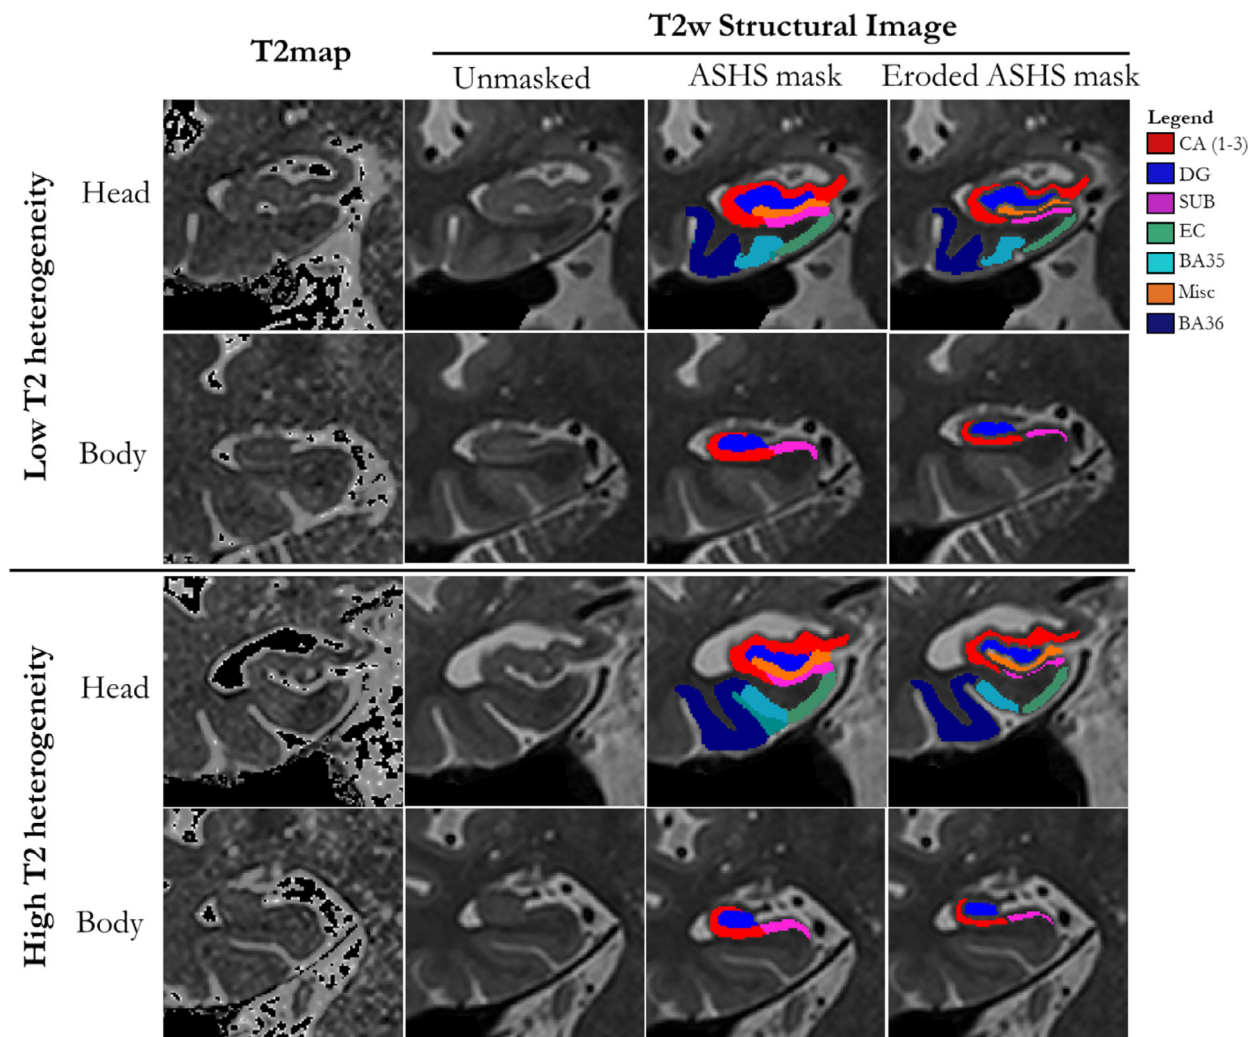 T2w Structural Image
T2map
Unmasked
ASHS mask
Eroded ASHS mask
Legend
CA (1-3)
DG
SUB
EC
BA35
Misc
BA36
Low T2 heterogeneity
Head
Body
High T2 heterogeneity
Head
Body